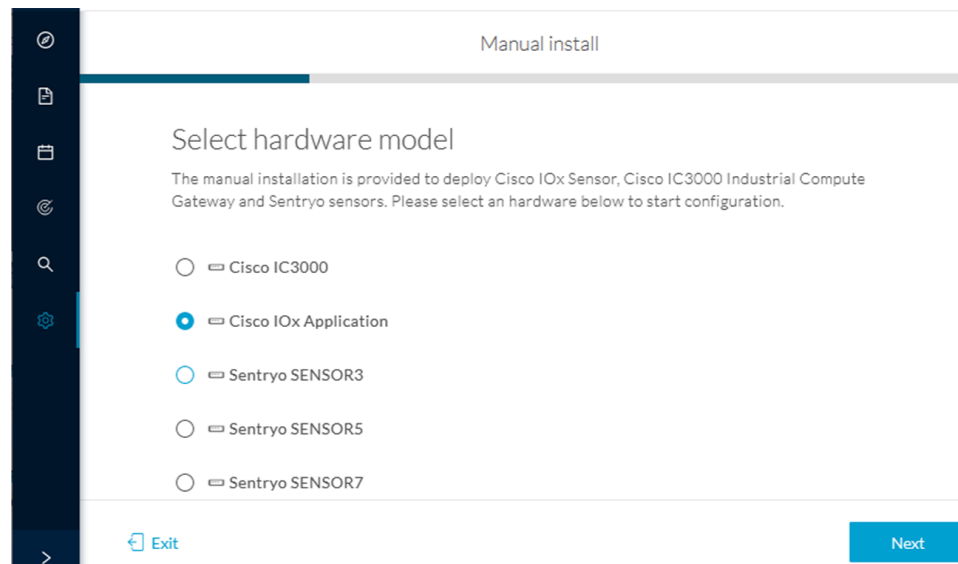 Manual install
Select hardware model
The manual installation is provided to deploy Cisco IOx Sensor, Cisco IC3000 Industrial Compute
Gateway and Sentryo sensors. Please select an hardware below to start configuration.
Cisco IC3000
Cisco IOx Application
Sentryo SENSOR3
Sentryo SENSOR5
Sentryo SENSOR7
Exit
Next